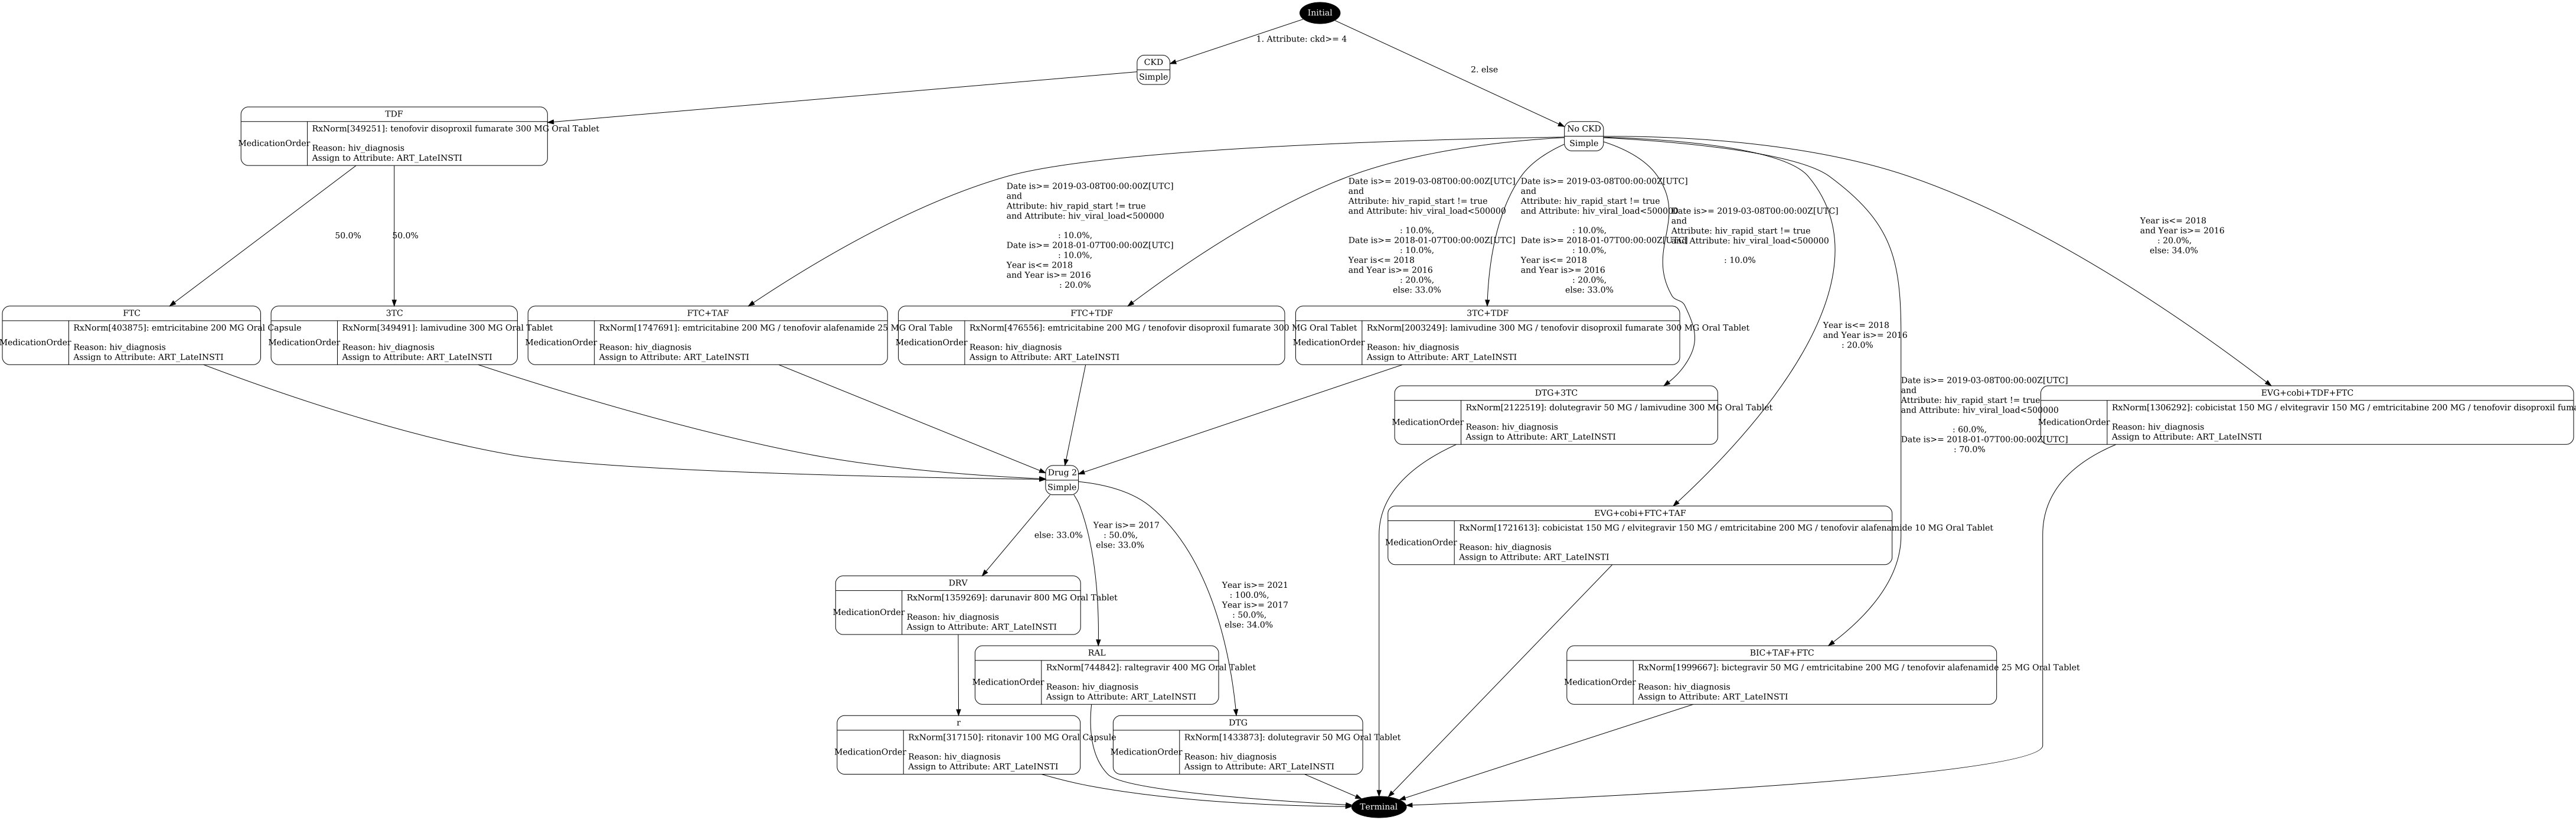 Initial
1. Attribute: ckd>= 4
2. else
CKD
Simple
TDF
MedicationOrder
RxNorm[349251]: tenofovir disoproxil fumarate 300 MG Oral Tablet
Reason: hiv_diagnosis
Assign to Attribute: ART_LateINSTI
No CKD
Simple
50.0%
50.0%
Date is>= 2019-03-08T00:00:00Z[UTC]
and
Attribute: hiv_rapid_start != true
and Attribute: hiv_viral_load<500000
: 10.0%,
Date is>= 2018-01-07T00:00:00Z[UTC]
: 10.0%,
Year is<= 2018
and Year is>= 2016
: 20.0%
Date is>= 2019-03-08T00:00:00Z[UTC]
and
Attribute: hiv_rapid_start != true
and Attribute: hiv_viral_load<500000
: 10.0%,
Date is>= 2018-01-07T00:00:00Z[UTC]
: 10.0%,
Year is<= 2018
and Year is>= 2016
: 20.0%,
else: 33.0%
Date is>= 2019-03-08T00:00:00Z[UTC]
and
Attribute: hiv_rapid_start != true
and Attribute: hiv_viral_load<500000
: 10.0%,
Date is>= 2018-01-07T00:00:00Z[UTC]
: 10.0%,
Year is<= 2018
and Year is>= 2016
: 20.0%,
else: 33.0%
Date is>= 2019-03-08T00:00:00Z[UTC]
and
Attribute: hiv_rapid_start != true
and Attribute: hiv_viral_load<500000
: 10.0%
Year is<= 2018
and Year is>= 2016
: 20.0%,
else: 34.0%
FTC
MedicationOrder
RxNorm[403875]: emtricitabine 200 MG Oral Capsule
Reason: hiv_diagnosis
Assign to Attribute: ART_LateINSTI
3TC
MedicationOrder
RxNorm[349491]: lamivudine 300 MG Oral Tablet
Reason: hiv_diagnosis
Assign to Attribute: ART_LateINSTI
FTC+TAF
MedicationOrder
RxNorm[1747691]: emtricitabine 200 MG / tenofovir alafenamide 25 MG Oral Table
Reason: hiv_diagnosis
Assign to Attribute: ART_LateINSTI
FTC+TDF
MedicationOrder
RxNorm[476556]: emtricitabine 200 MG / tenofovir disoproxil fumarate 300 MG Oral Tablet
Reason: hiv_diagnosis
Assign to Attribute: ART_LateINSTI
3TC+TDF
MedicationOrder
RxNorm[2003249]: lamivudine 300 MG / tenofovir disoproxil fumarate 300 MG Oral Tablet
Reason: hiv_diagnosis
Assign to Attribute: ART_LateINSTI
Year is<= 2018
and Year is>= 2016
: 20.0%
Date is>= 2019-03-08T00:00:00Z[UTC]
and
Attribute: hiv_rapid_start != true
and Attribute: hiv_viral_load<500000
: 60.0%,
Date is>= 2018-01-07T00:00:00Z[UTC]
: 70.0%
DTG+3TC
MedicationOrder
RxNorm[2122519]: dolutegravir 50 MG / lamivudine 300 MG Oral Tablet
Reason: hiv_diagnosis
Assign to Attribute: ART_LateINSTI
EVG+cobi+TDF+FTC
MedicationOrder
RxNorm[1306292]: cobicistat 150 MG / elvitegravir 150 MG / emtricitabine 200 MG / tenofovir disoproxil
Reason: hiv_diagnosis
Assign to Attribute: ART_LateINSTI
Drug 2
Simple
EVG+cobi+FTC+TAF
MedicationOrder
RxNorm[1721613]: cobicistat 150 MG / elvitegravir 150 MG / emtricitabine 200 MG / tenofovir alafenamide 10 MG Oral Tablet
Reason: hiv_diagnosis
Assign to Attribute: ART_LateINSTI
else: 33.0%
Year is>= 2017
: 50.0%,
else: 33.0%
Year is>= 2021
: 100.0%,
Year is>= 2017
: 50.0%,
else: 34.0%
DRV
MedicationOrder
RxNorm[1359269]: darunavir 800 MG Oral Tablet
Reason: hiv_diagnosis
Assign to Attribute: ART_LateINSTI
RAL
MedicationOrder
RxNorm[744842]: raltegravir 400 MG Oral Tablet
Reason: hiv_diagnosis
Assign to Attribute: ART_LateINSTI
BIC+TAF+FTC
MedicationOrder
RxNorm[1999667]: bictegravir 50 MG / emtricitabine 200 MG / tenofovir alafenamide 25 MG Oral Tablet
Reason: hiv_diagnosis
Assign to Attribute: ART_LateINSTI
r
MedicationOrder
RxNorm[317150]: ritonavir 100 MG Oral Capsule
Reason: hiv_diagnosis
Assign to Attribute: ART_LateINSTI
DTG
MedicationOrder
RxNorm[1433873]: dolutegravir 50 MG Oral Tablet
Reason: hiv_diagnosis
Assign to Attribute: ART_LateINSTI
Terminal